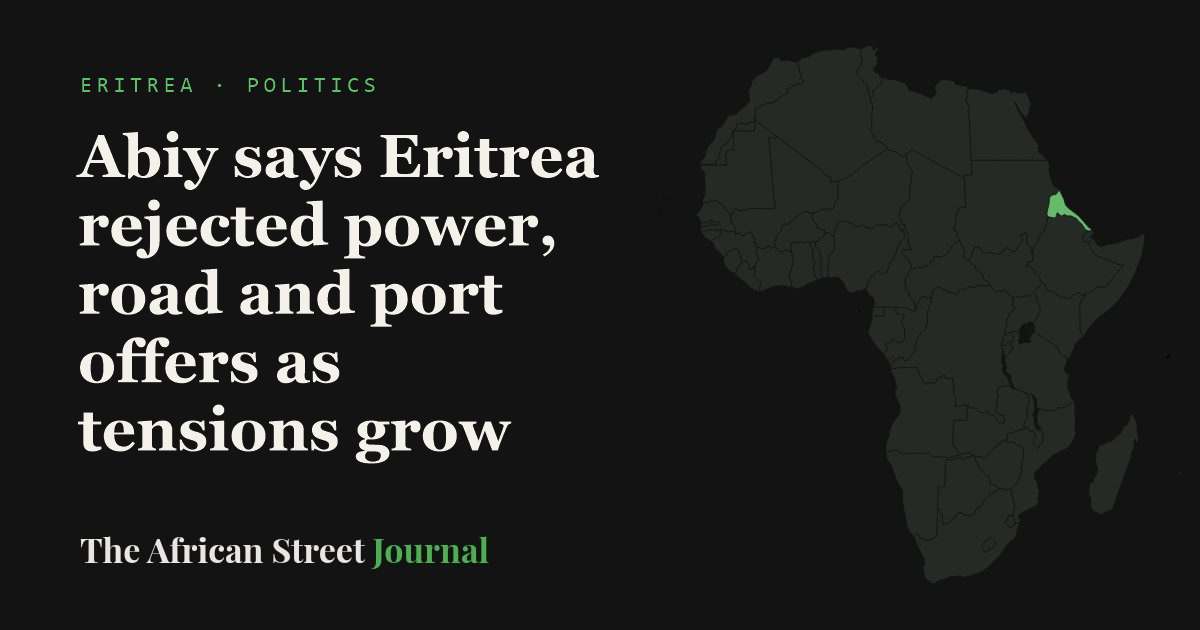 ERITREA · POLITICS
Abiy says Eritrea
rejected power,
road and port
offers as
tensions grow
The African Street Journal